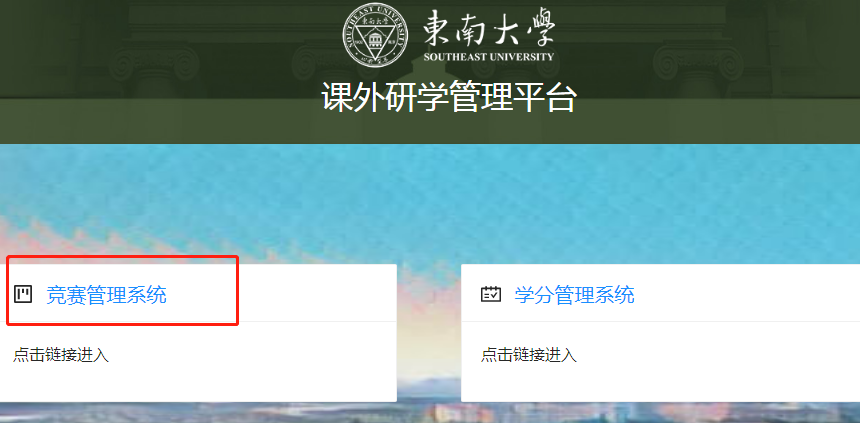 SOUTHEAST UNIVERSITY
東南大學
SOUTHEAST UNIVERSITY
课外研学管理平台
竞赛管理系统
学分管理系统
点击链接进入
点击链接进入